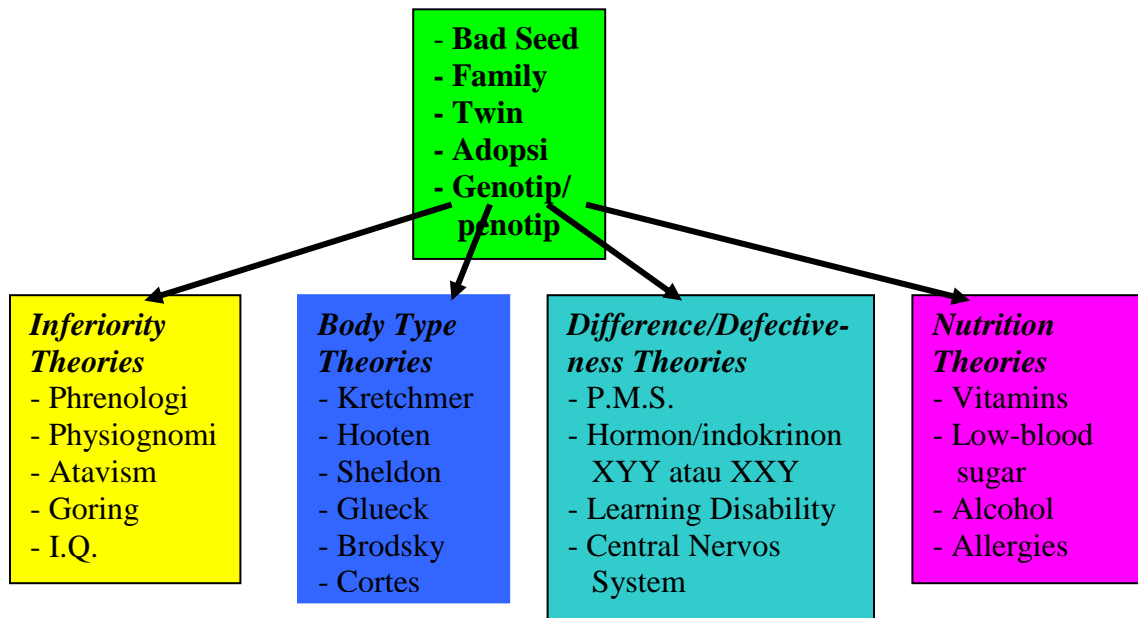 - Bad Seed
- Family
- Twin
- Adopsi
- Genotip/
penotip
Inferiority
Theories
- Phrenologi
- Physiognomi
- Atavism
- Goring
- I.Q.
Body Type
Theories
- Kretchmer
- Hooten
- Sheldon
- Glueck
- Brodsky
- Cortes
Difference/Defective-
ness Theories
- P.M.S.
- Hormon/indokrinon
XYY atau XXY
- Learning Disability
- Central Nervos
System
Nutrition
Theories
- Vitamins
- Low-blood
sugar
- Alcohol
- Allergies